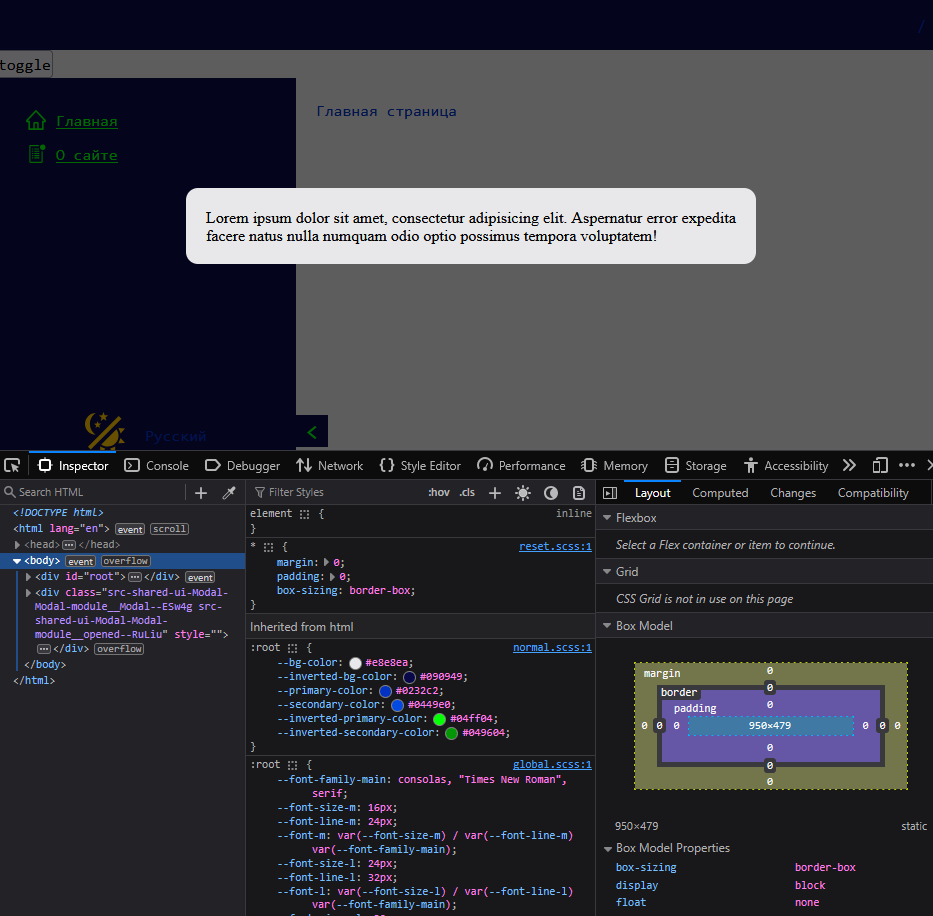 /
toggle
Главная
О сайте
Главная страница
Lorem ipsum dolor sit amet, consectetur adipisicing elit. Aspernatur error expedita
facere natus nulla numquam odio optio possimus tempora voluptatem!
Русский
Inspector Console Debugger Network Style Editor Performance Memory Storage Accessibility
Search HTML
<!DOCTYPE html>
<html lang="en"> event scroll
<head> </head>
<body> event overflow
<div id="root"> </div> event
<div class="src-shared-ui-Modal-
Modal-module__Modal--ESw4g src-
shared-ui-Modal-Modal-
module__opened--RuLiu" style="">
</div> overflow
</body>
</html>
Filter Styles :hov .cls
element { inline
}
* { reset.scss:1
margin: 0;
padding: 0;
box-sizing: border-box;
}
Inherited from html
:root { normal.scss:1
--bg-color: #e8e8ea;
--inverted-bg-color: #090949;
--primary-color: #0232c2;
--secondary-color: #0449e0;
--inverted-primary-color: #04ff04;
--inverted-secondary-color: #049604;
}
:root { global.scss:1
--font-family-main: consolas, "Times New Roman",
serif;
--font-size-m: 16px;
--font-line-m: 24px;
--font-m: var(--font-size-m) / var(--font-line-m)
var(--font-family-main);
--font-size-l: 24px;
--font-line-l: 32px;
--font-l: var(--font-size-l) / var(--font-line-l)
var(--font-family-main);
Layout Computed Changes Compatibility
Flexbox
Select a Flex container or item to continue.
Grid
CSS Grid is not in use on this page
Box Model
margin 0
border 0
padding 0
0 0 0 950×479 0 0 0
0
0
0
950×479 static
Box Model Properties
box-sizing border-box
display block
float none